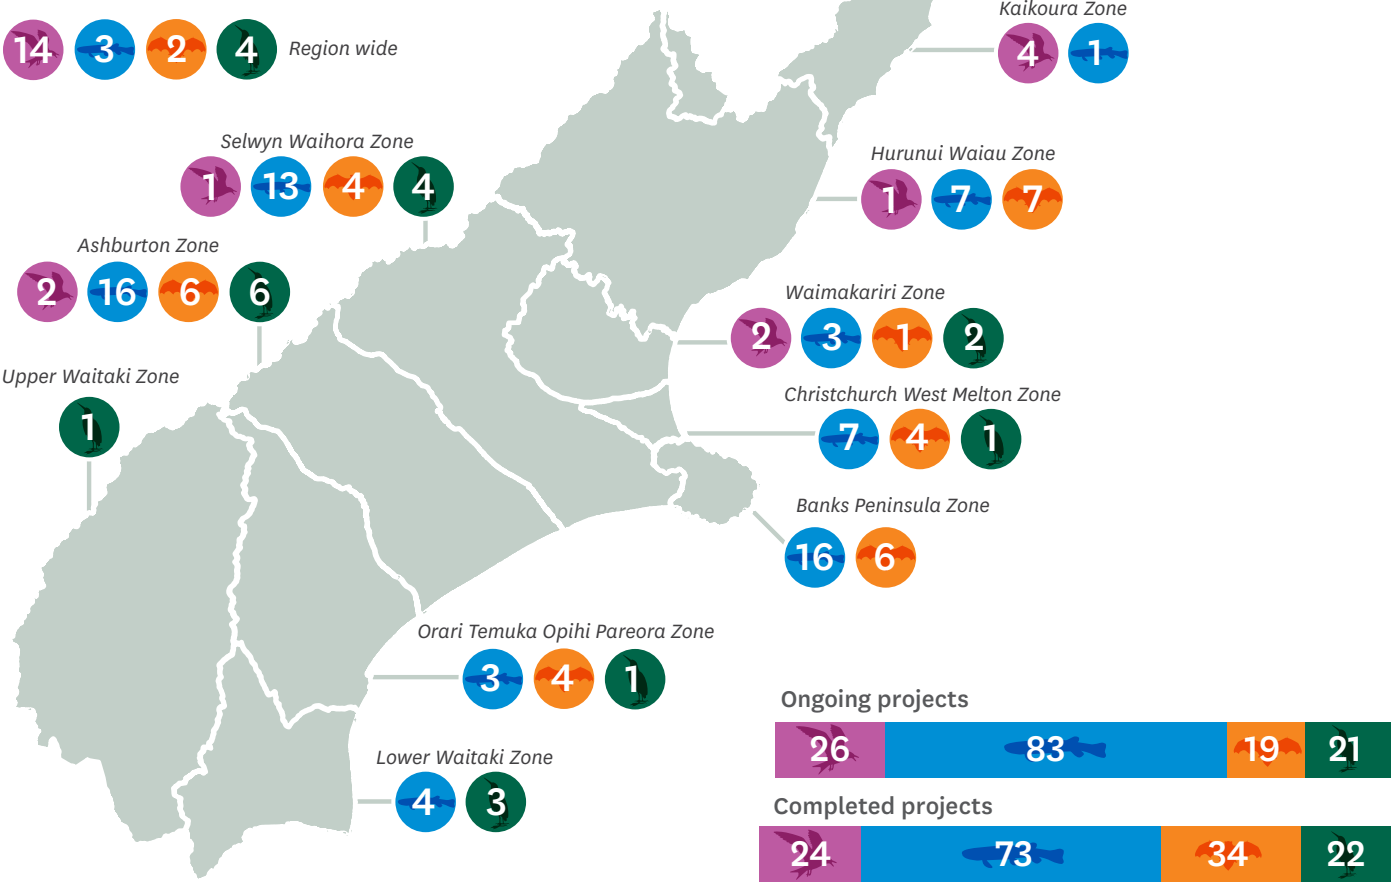 Kaikoura Zone
4 1
14 3 2 4 Region wide
Selwyn Waihora Zone
1 13 4 4
Hurunui Waiau Zone
1 7 7
Ashburton Zone
2 16 6 6
Waimakariri Zone
2 3 1 2
Upper Waitaki Zone
1
Christchurch West Melton Zone
7 4 1
Banks Peninsula Zone
16 6
Orari Temuka Opihi Pareora Zone
3 4 1
Lower Waitaki Zone
4 3
Ongoing projects
26 83 19 21
Completed projects
24 73 34 22